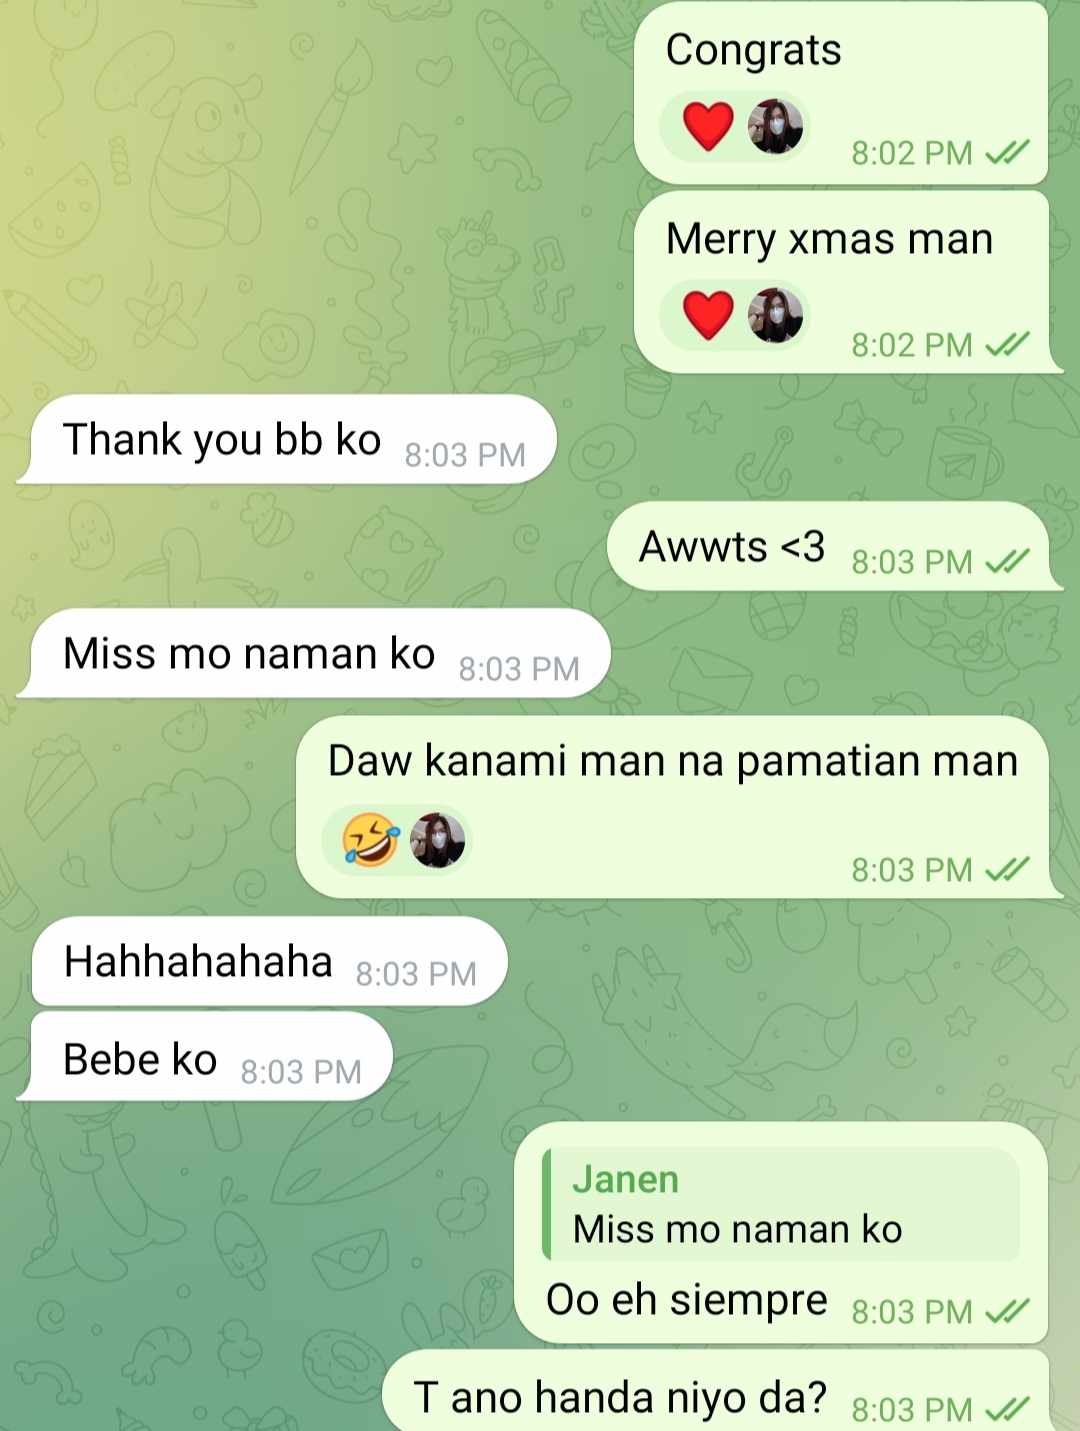 Congrats
8:02 PM
Merry xmas man
8:02 PM
Thank you bb ko 8:03 PM
Awwts <3 8:03 PM
Miss mo naman ko 8:03 PM
Daw kanami man na pamatian man
8:03 PM
Hahhahahaha 8:03 PM
Bebe ko 8:03 PM
Janen
Miss mo naman ko
Oo eh siempre 8:03 PM
T ano handa niyo da? 8:03 PM